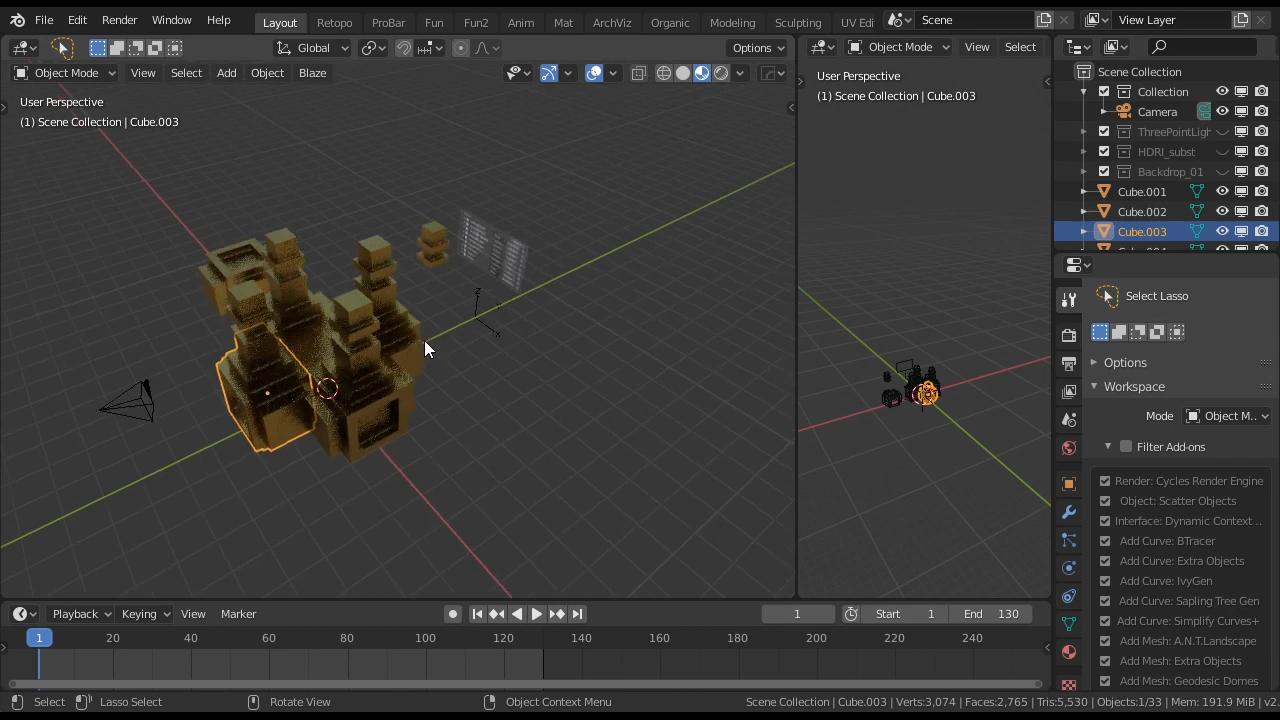 File Edit Render Window Help Layout Retopo ProBar Fun Fun2 Anim Mat ArchViz Organic Modeling Sculpting UV Edi Scene View Layer
Global Options Object Mode View Select
Object Mode View Select Add Object Blaze
User Perspective
(1) Scene Collection | Cube.003
User Perspective
(1) Scene Collection | Cube.003
Z
x
Scene Collection
Collection
Camera
ThreePointLigh
HDRI_subst
Backdrop_01
Cube.001
Cube.002
Cube.003
Select Lasso
Options
Workspace
Mode Object M..
Filter Add-ons
Render: Cycles Render Engine
Object: Scatter Objects
Interface: Dynamic Context ..
Add Curve: BTracer
Add Curve: Extra Objects
Add Curve: IvyGen
Add Curve: Sapling Tree Gen
Add Curve: Simplify Curves+
Add Mesh: A.N.T.Landscape
Add Mesh: Extra Objects
Add Mesh: Geodesic Domes
Playback Keying View Marker 1 Start 1 End 130
1 20 40 60 80 100 120 140 160 180 200 220 240
Select Lasso Select Rotate View Object Context Menu Scene Collection | Cube.003 | Verts:3,074 | Faces:2,765 | Tris:5,530 | Objects:1/33 | Mem: 191.9 MiB | v2